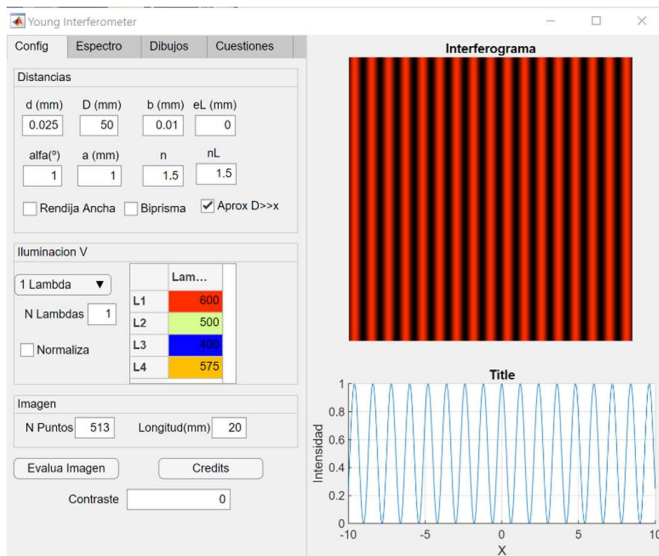 Young Interferometer
Config Espectro Dibujos Cuestiones
Distancias
d (mm) D (mm) b (mm) eL (mm)
0.025 50 0.01 0
alfa(º) a (mm) n nL
1 1 1.5 1.5
Rendija Ancha Biprisma Aprox D>>x
Iluminacion V
1 Lambda
N Lambdas 1
Normaliza
Lam...
L1 600
L2 500
L3 400
L4 575
Imagen
N Puntos 513 Longitud(mm) 20
Evalua Imagen Credits
Contraste 0
Interferograma
Title
Intensidad
1
0.8
0.6
0.4
0.2
0
-10 -5 0 5 10
X